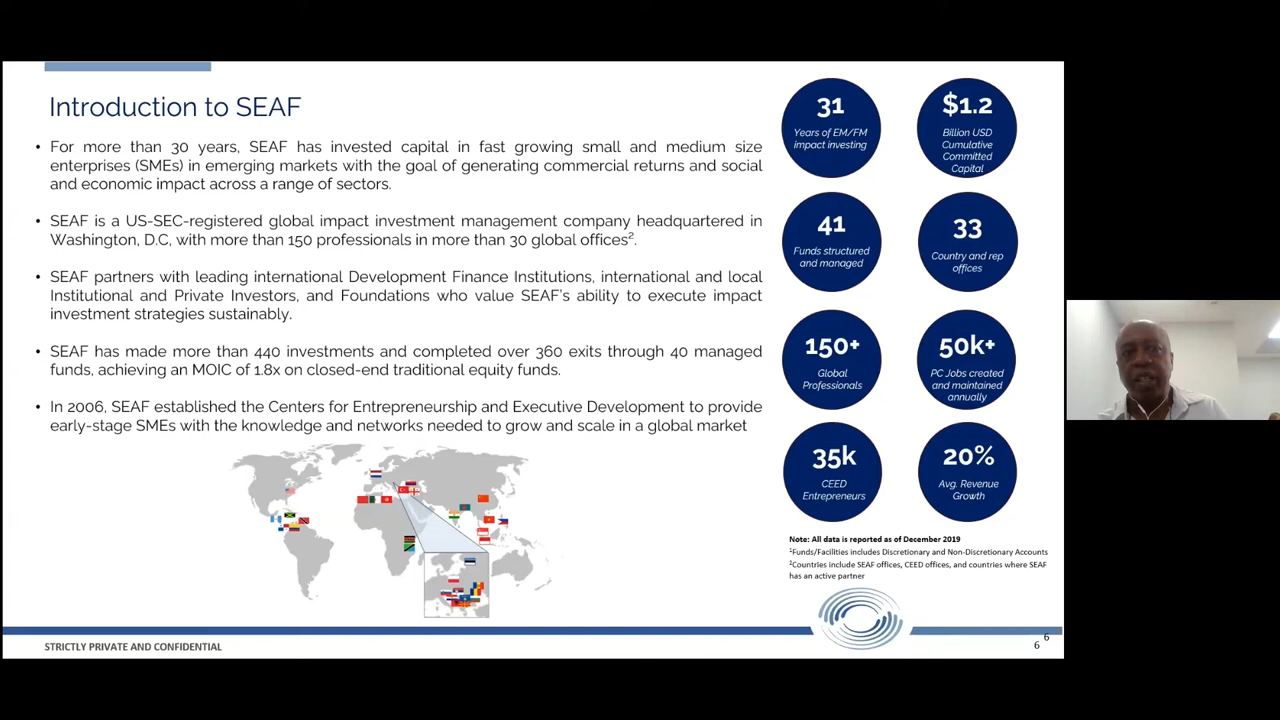 Introduction to SEAF
• For more than 30 years, SEAF has invested capital in fast growing small and medium size
enterprises (SMEs) in emerging markets with the goal of generating commercial returns and social
and economic impact across a range of sectors.
• SEAF is a US-SEC-registered global impact investment management company headquartered in
Washington, D.C, with more than 150 professionals in more than 30 global offices².
• SEAF partners with leading international Development Finance Institutions, international and local
Institutional and Private Investors, and Foundations who value SEAF's ability to execute impact
investment strategies sustainably.
• SEAF has made more than 440 investments and completed over 360 exits through 40 managed
funds, achieving an MOIC of 1.8x on closed-end traditional equity funds.
• In 2006, SEAF established the Centers for Entrepreneurship and Executive Development to provide
early-stage SMEs with the knowledge and networks needed to grow and scale in a global market
31
Years of EM/FM
impact investing
$1.2
Billion USD
Cumulative
Committed
Capital
41
Funds structured
and managed
33
Country and rep
offices
150+
Global
Professionals
50k+
PC Jobs created
and maintained
annually
35k
CEED
Entrepreneurs
20%
Avg. Revenue
Growth
Note: All data is reported as of December 2019
¹Funds/Facilities includes Discretionary and Non-Discretionary Accounts
²Countries include SEAF offices, CEED offices, and countries where SEAF
has an active partner
STRICTLY PRIVATE AND CONFIDENTIAL
6
6